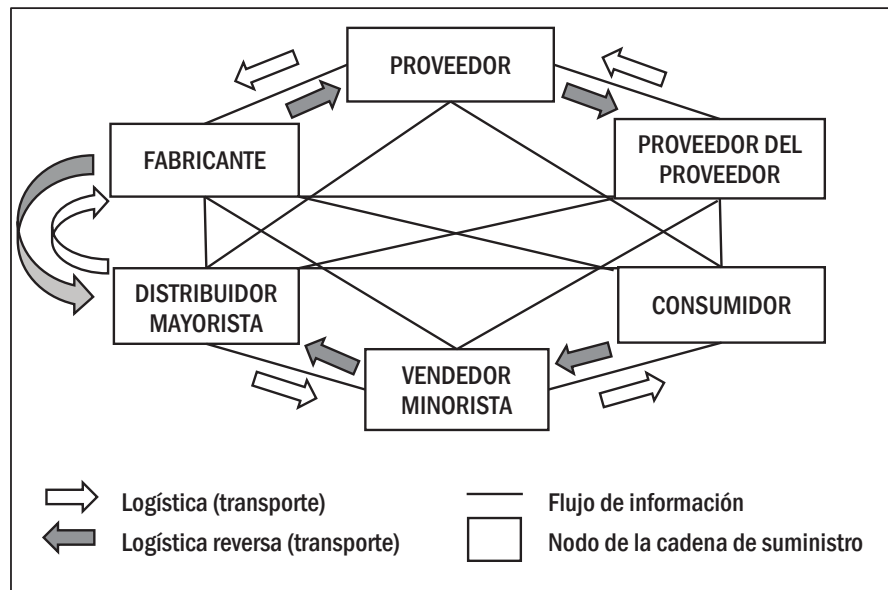 PROVEEDOR
FABRICANTE
PROVEEDOR DEL
PROVEEDOR
DISTRIBUIDOR
MAYORISTA
CONSUMIDOR
VENDEDOR
MINORISTA
Logística (transporte)
Flujo de información
Logística reversa (transporte)
Nodo de la cadena de suministro